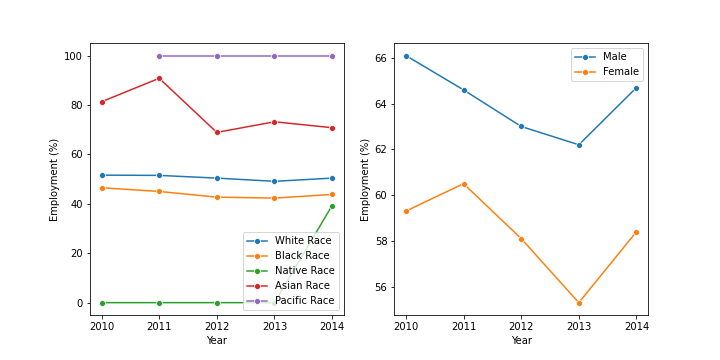 Employment (%)
100
80
60
40
20
0
White Race
Black Race
Native Race
Asian Race
Pacific Race
2010 2011 2012 2013 2014
Year
Employment (%)
66
64
62
60
58
56
Male
Female
2010 2011 2012 2013 2014
Year